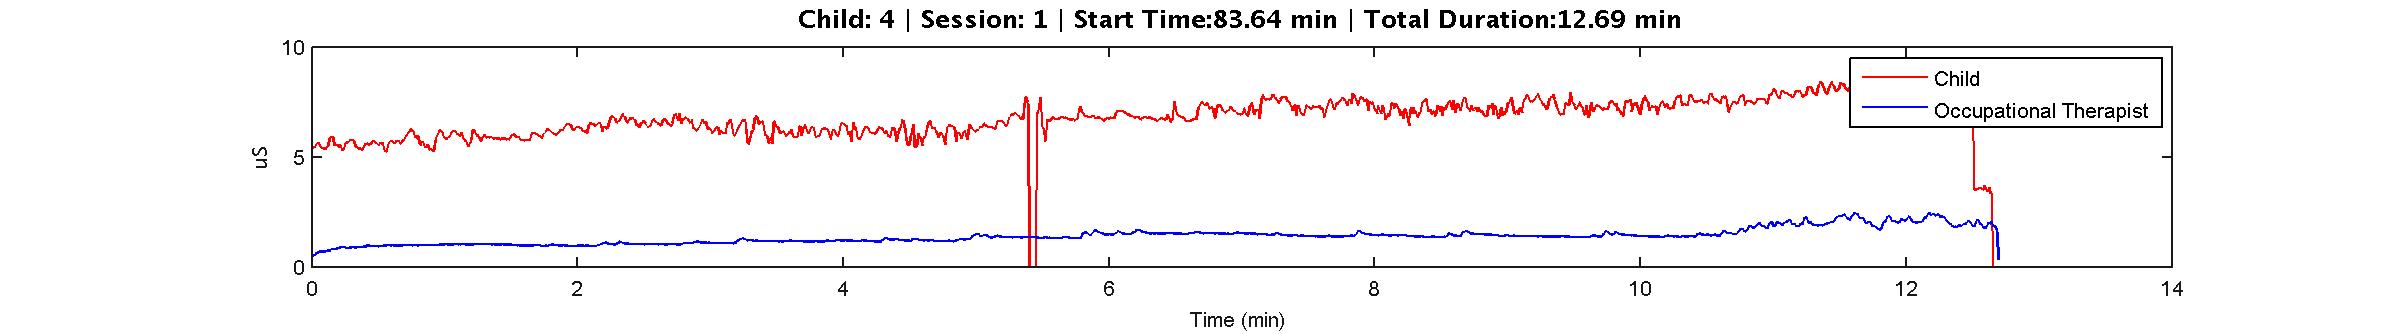 Child: 4 | Session: 1 | Start Time:83.64 min | Total Duration:12.69 min
10
5
0
uS
Child
Occupational Therapist
0 2 4 6 8 10 12 14
Time (min)